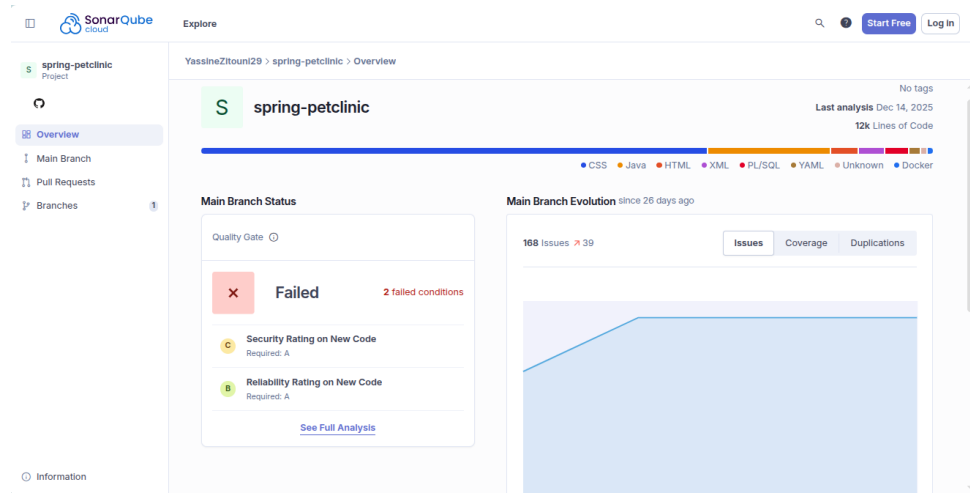 SonarQube
cloud
Explore
?
Start Free
Log in
S
spring-petclinic
Project
YassineZitouni29 > spring-petclinic > Overview
Overview
Main Branch
Pull Requests
Branches
1
Information
No tags
S
spring-petclinic
Last analysis Dec 14, 2025
12k Lines of Code
CSS Java HTML XML PL/SQL YAML Unknown Docker
Main Branch Status
Quality Gate
Failed
2 failed conditions
C
Security Rating on New Code
Required: A
B
Reliability Rating on New Code
Required: A
See Full Analysis
Main Branch Evolution since 26 days ago
168 Issues 39
Issues
Coverage
Duplications